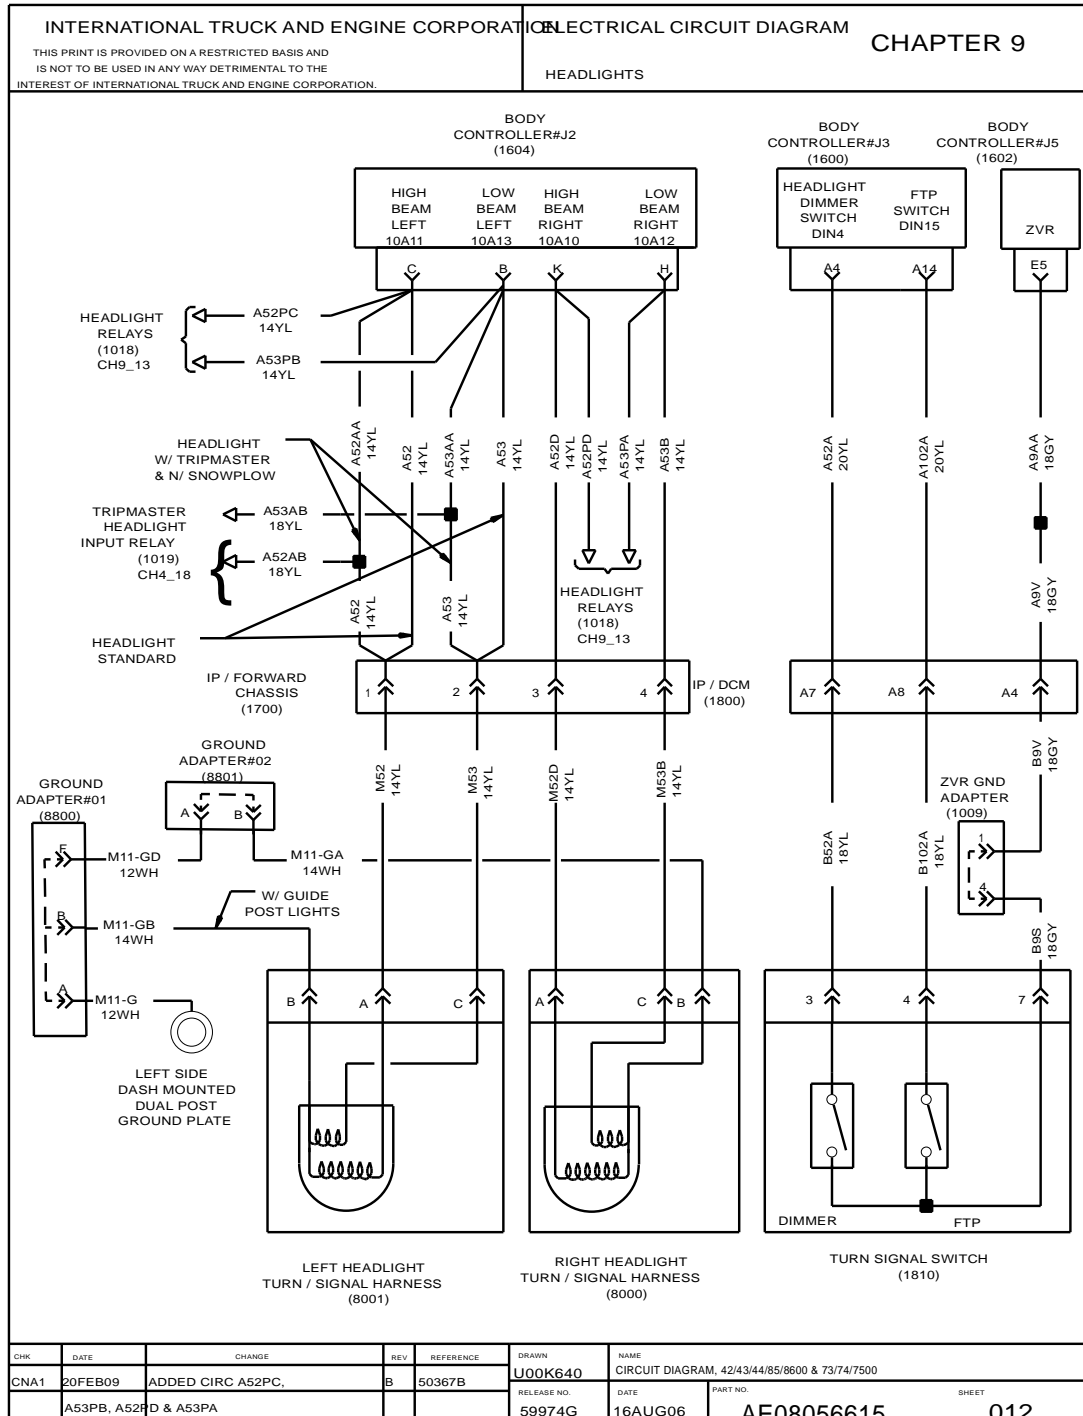 INTERNATIONAL TRUCK AND ENGINE CORPORATION
THIS PRINT IS PROVIDED ON A RESTRICTED BASIS AND
IS NOT TO BE USED IN ANY WAY DETRIMENTAL TO THE
INTEREST OF INTERNATIONAL TRUCK AND ENGINE CORPORATION.
ELECTRICAL CIRCUIT DIAGRAM
HEADLIGHTS
CHAPTER 9
BODY
CONTROLLER#J2
(1604)
BODY
CONTROLLER#J3
(1600)
BODY
CONTROLLER#J5
(1602)
HIGH
BEAM
LEFT
10A11
LOW
BEAM
LEFT
10A13
HIGH
BEAM
RIGHT
10A10
LOW
BEAM
RIGHT
10A12
HEADLIGHT
DIMMER
SWITCH
DIN4
FTP
SWITCH
DIN15
ZVR
C
B
K
H
A4
A14
E5
HEADLIGHT
RELAYS
(1018)
CH9_13
A52PC
14YL
A53PB
14YL
HEADLIGHT
W/ TRIPMASTER
& N/ SNOWPLOW
A52AA
14YL
A52
14YL
A53AA
14YL
A53
14YL
A52D
14YL
A52PD
14YL
A53PA
14YL
A53B
14YL
A52A
20YL
A102A
20YL
A9AA
18GY
TRIPMASTER
HEADLIGHT
INPUT RELAY
(1019)
CH4_18
A53AB
18YL
A52AB
18YL
A52
14YL
A53
14YL
HEADLIGHT
RELAYS
(1018)
CH9_13
A9V
18GY
HEADLIGHT
STANDARD
IP / FORWARD
CHASSIS
(1700)
1
2
3
4
IP / DCM
(1800)
A7
A8
A4
GROUND
ADAPTER#02
(8801)
A
B
M52
14YL
M53
14YL
M52D
14YL
M53B
14YL
B9V
18GY
GROUND
ADAPTER#01
(8800)
ZVR GND
ADAPTER
(1009)
1
4
B52A
18YL
B102A
18YL
F
M11-GD
12WH
M11-GA
14WH
W/ GUIDE
POST LIGHTS
B
M11-GB
14WH
B9S
18GY
A
M11-G
12WH
B
A
C
A
C
B
3
4
7
LEFT SIDE
DASH MOUNTED
DUAL POST
GROUND PLATE
DIMMER
FTP
LEFT HEADLIGHT
TURN / SIGNAL HARNESS
(8001)
RIGHT HEADLIGHT
TURN / SIGNAL HARNESS
(8000)
TURN SIGNAL SWITCH
(1810)
CHK
DATE
CHANGE
REV
REFERENCE
DRAWN
NAME
CNA1
20FEB09
ADDED CIRC A52PC,
B
50367B
U00K640
CIRCUIT DIAGRAM, 42/43/44/85/8600 & 73/74/7500
A53PB, A52PD & A53PA
RELEASE NO.
DATE
PART NO.
SHEET
59974G
16AUG06
AE08056615
012